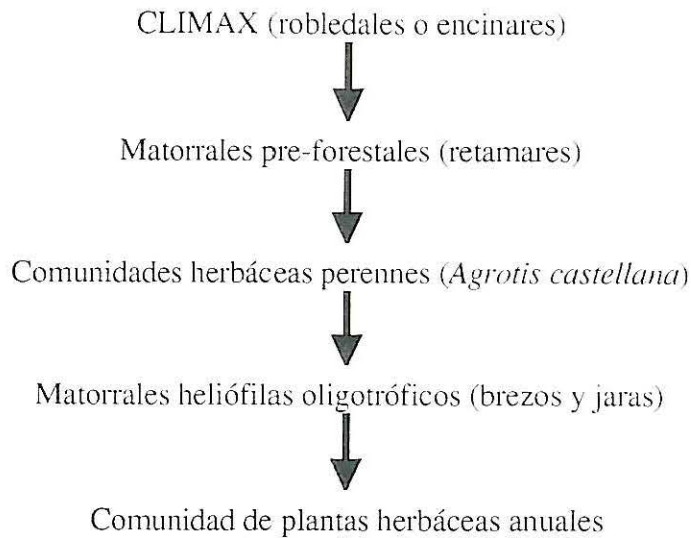 CLIMAX (robledales o encinares)
Matorrales pre-forestales (retamares)
Comunidades herbáceas perennes (Agrotis castellana)
Matorrales heliófilas oligotróficos (brezos y jaras)
Comunidad de plantas herbáceas anuales